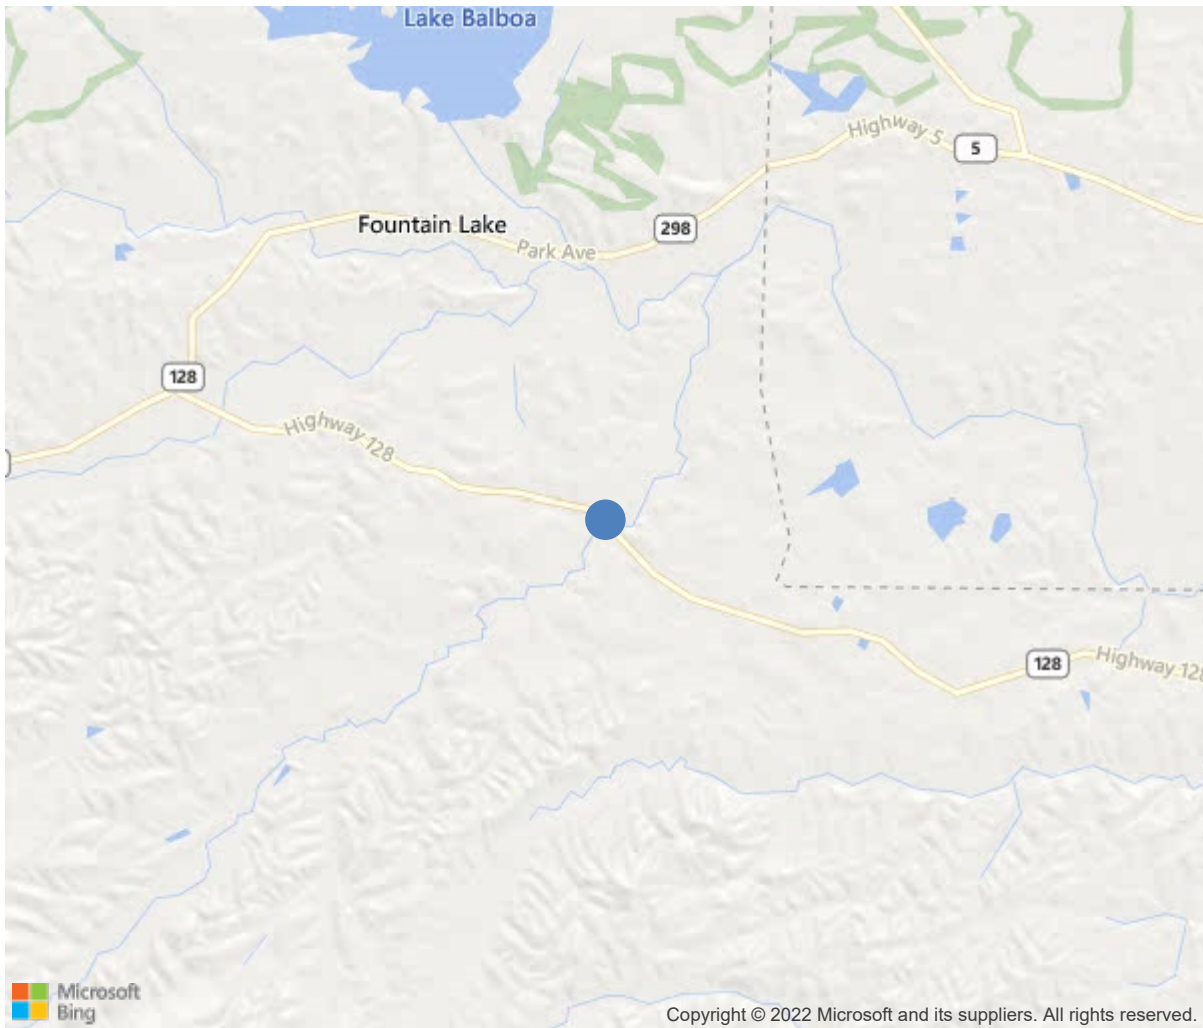 Lake Balboa
Highway 5
5
Fountain Lake
298
Park Ave
128
Highway 128
128
Highway 128
Microsoft
Bing
Copyright © 2022 Microsoft and its suppliers. All rights reserved.